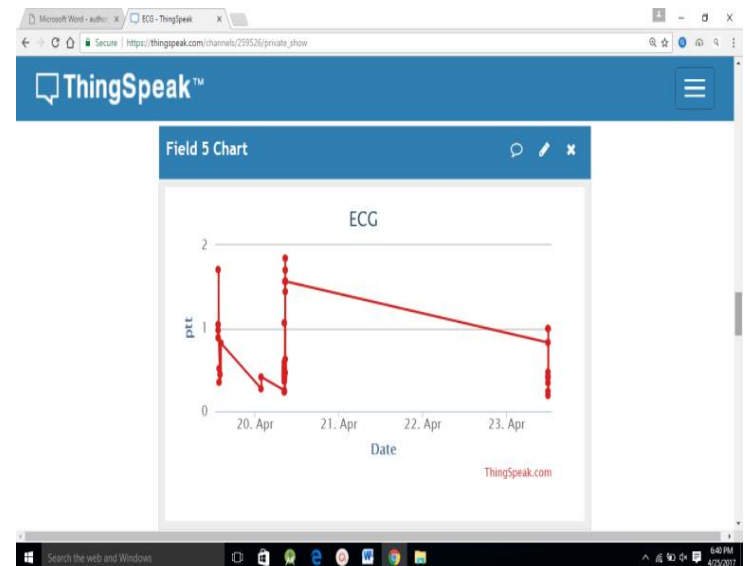 Microsoft Word - autho
ECG - ThingSpeak
Secure | https://thingspeak.com/channels/259526/private_show
ThingSpeak™
Field 5 Chart
ECG
ptt
2
1
0
20. Apr
21. Apr
22. Apr
23. Apr
Date
ThingSpeak.com
Search the web and Windows
6:40 PM
4/25/2017